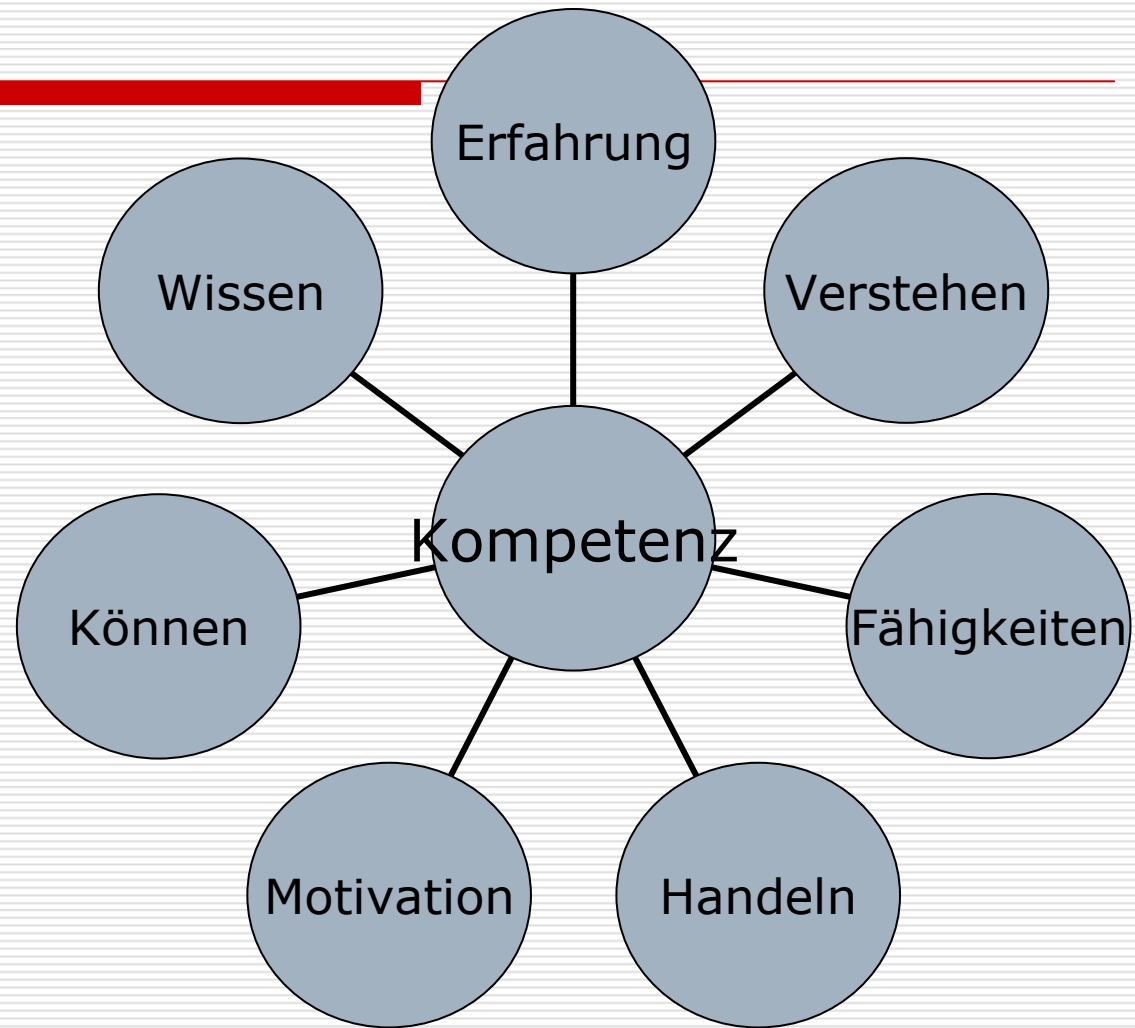 Erfahrung
Wissen
Verstehen
Kompetenz
Können
Fähigkeiten
Motivation
Handeln